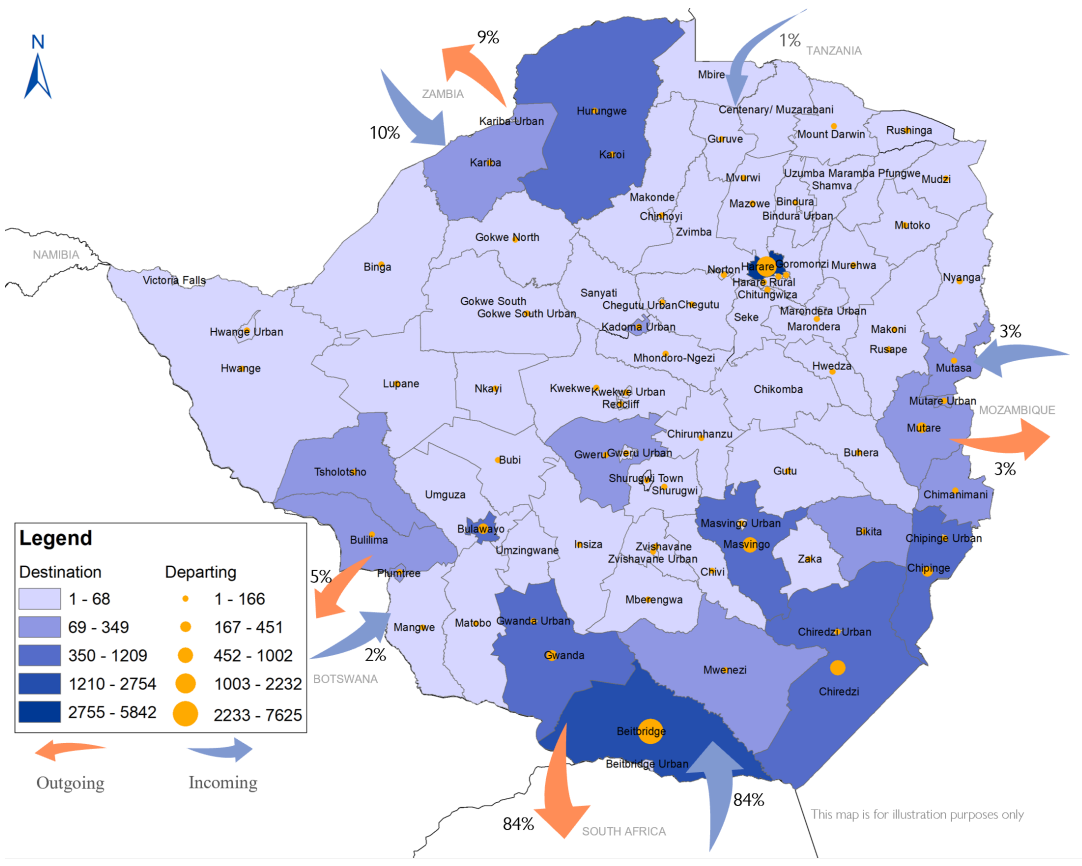 N
9%
1%
TANZANIA
ZAMBIA
10%
Mbire
Kariba Urban
Hurungwe
Centenary/ Muzarabani
Mount Darwin
Rushinga
Guruve
Kariba
Karoi
Mvurwi
Uzumba Maramba Pfungwe
Shamva
Mudzi
Makonde
Chinhoyi
Mazowe
Bindura
Bindura Urban
Zvimba
Mutoko
NAMIBIA
Gokwe North
Binga
Victoria Falls
Norton
Harare
Goromonzi
Murehwa
Harare Rural
Chitungwiza
Nyanga
Gokwe South
Gokwe South Urban
Sanyati
Chegutu Urban
Chegutu
Kadoma Urban
Seke
Marondera Urban
Marondera
Makoni
Rusape
3%
Hwange Urban
Hwange
Mhondoro-Ngezi
Hwedza
Mutasa
Lupane
Nkayi
Kwekwe
Kwekwe Urban
Redcliff
Chikomba
Mutare Urban
MOZAMBIQUE
Mutare
3%
Chirumhanzu
Gweru
Gweru Urban
Buhera
Tsholotsho
Bubi
Shurugwi Town
Shurugwi
Gutu
Umguza
Chimanimani
Bulawayo
Masvingo Urban
Masvingo
Bikita
Chipinge Urban
Bulilima
Umzingwane
Insiza
Zvishavane
Zvishavane Urban
Zaka
Chivi
Chipinge
5%
Plumtree
Mberengwa
Mangwe
Matobo
Gwanda Urban
Chiredzi Urban
2%
BOTSWANA
Gwanda
Mwenezi
Chiredzi
Beitbridge
Beitbridge Urban
84%
84%
SOUTH AFRICA
This map is for illustration purposes only
Legend
Destination
Departing
1 - 68
1 - 166
69 - 349
167 - 451
350 - 1209
452 - 1002
1210 - 2754
1003 - 2232
2755 - 5842
2233 - 7625
Outgoing
Incoming